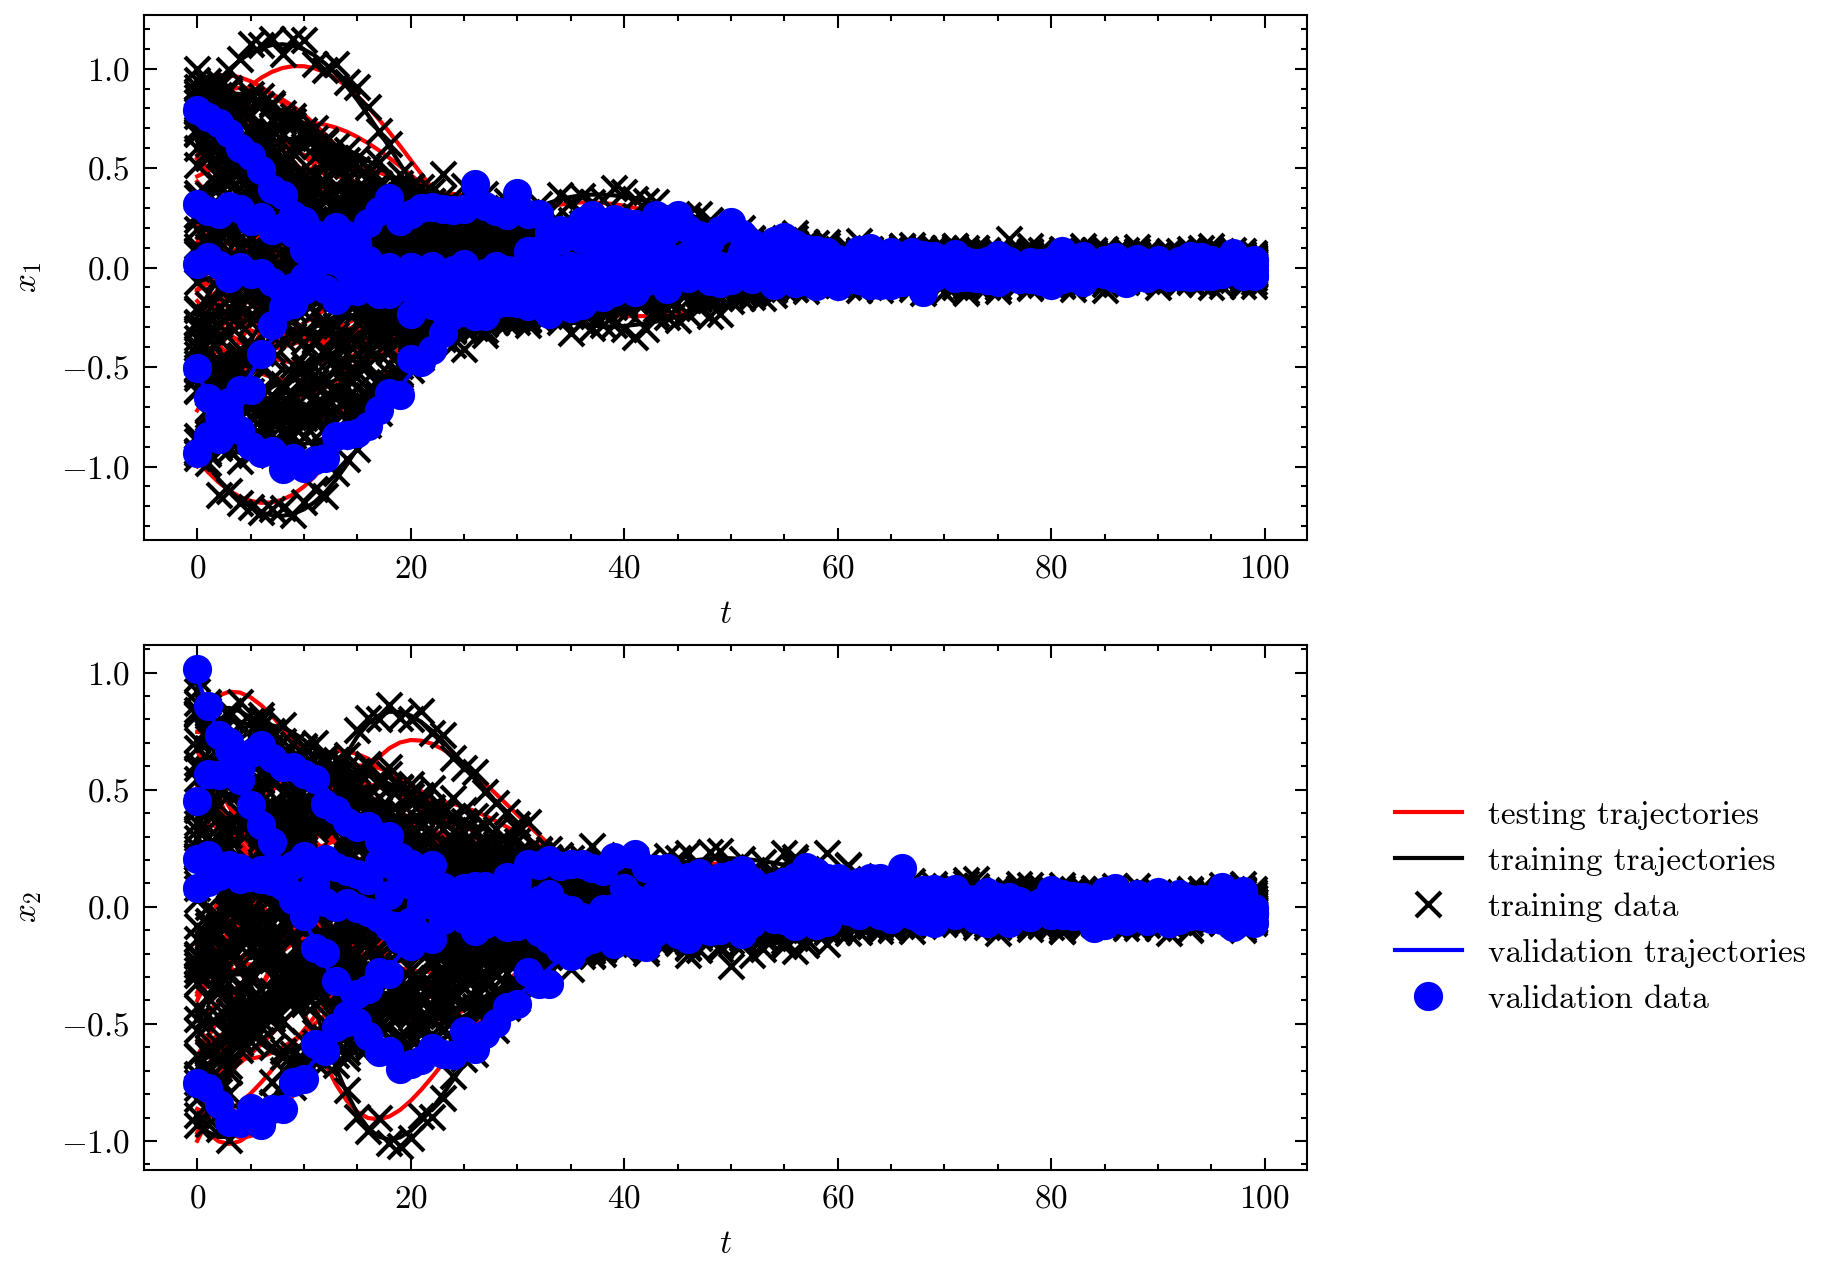 1.0
0.5
0.0
−0.5
−1.0
x₁
0 20 40 60 80 100
t
1.0
0.5
0.0
−0.5
−1.0
x₂
0 20 40 60 80 100
t
testing trajectories
training trajectories
training data
validation trajectories
validation data